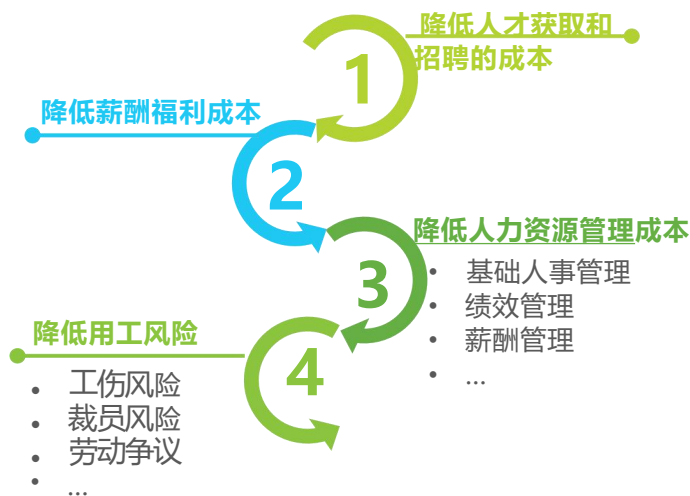 1
降低人才获取和
招聘的成本
2
降低薪酬福利成本
3
降低人力资源管理成本
• 基础人事管理
• 绩效管理
• 薪酬管理
• ...
4
降低用工风险
• 工伤风险
• 裁员风险
• 劳动争议
• ...